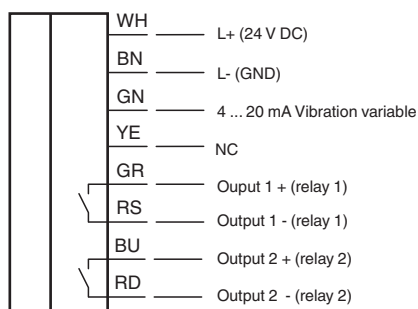 WH L+ (24 V DC)
BN L- (GND)
GN 4 ... 20 mA Vibration variable
YE NC
GR Ouput 1 + (relay 1)
RS Output 1 - (relay 1)
BU Output 2 + (relay 2)
RD Output 2 - (relay 2)